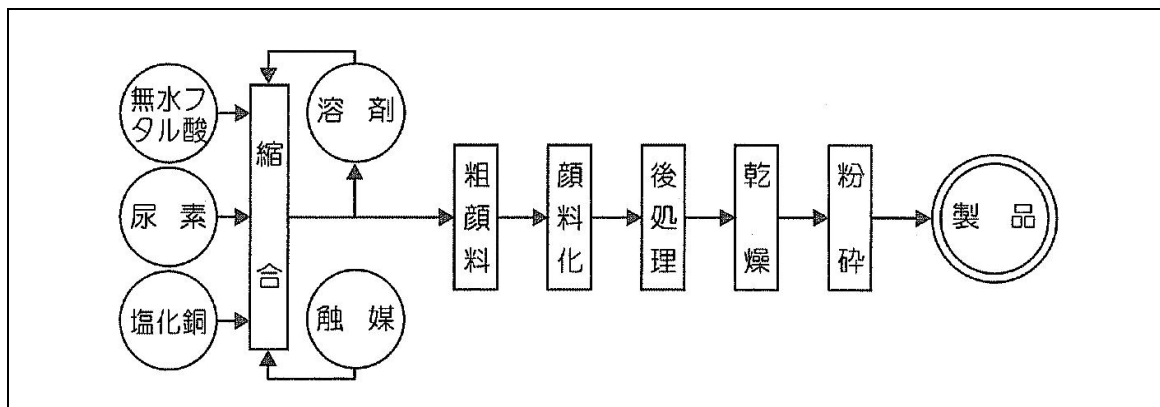 無水フ
タル酸
尿素
塩化銅
縮合
溶剤
触媒
粗顔料
顔料化
後処理
乾燥
粉砕
製品